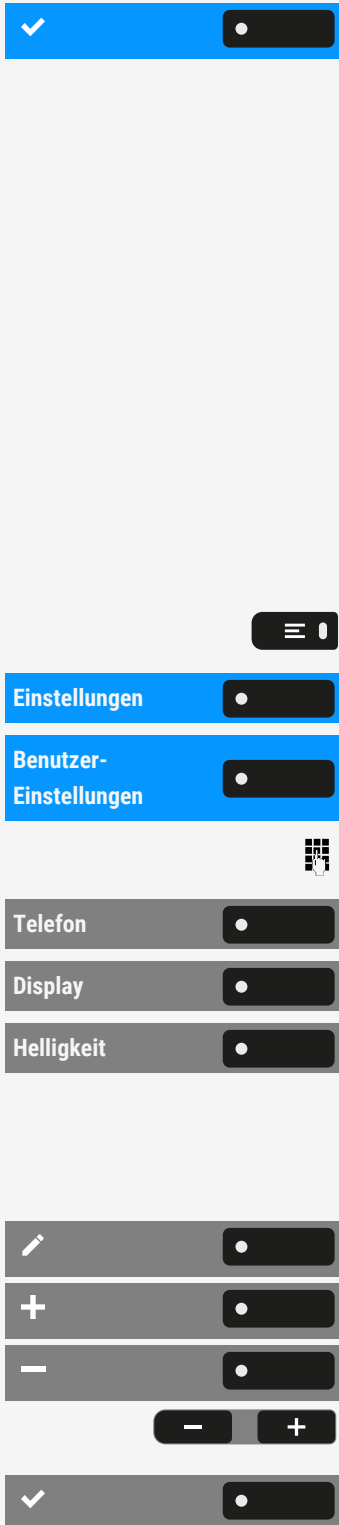 Einstellungen
Benutzer-
Einstellungen
Telefon
Display
Helligkeit